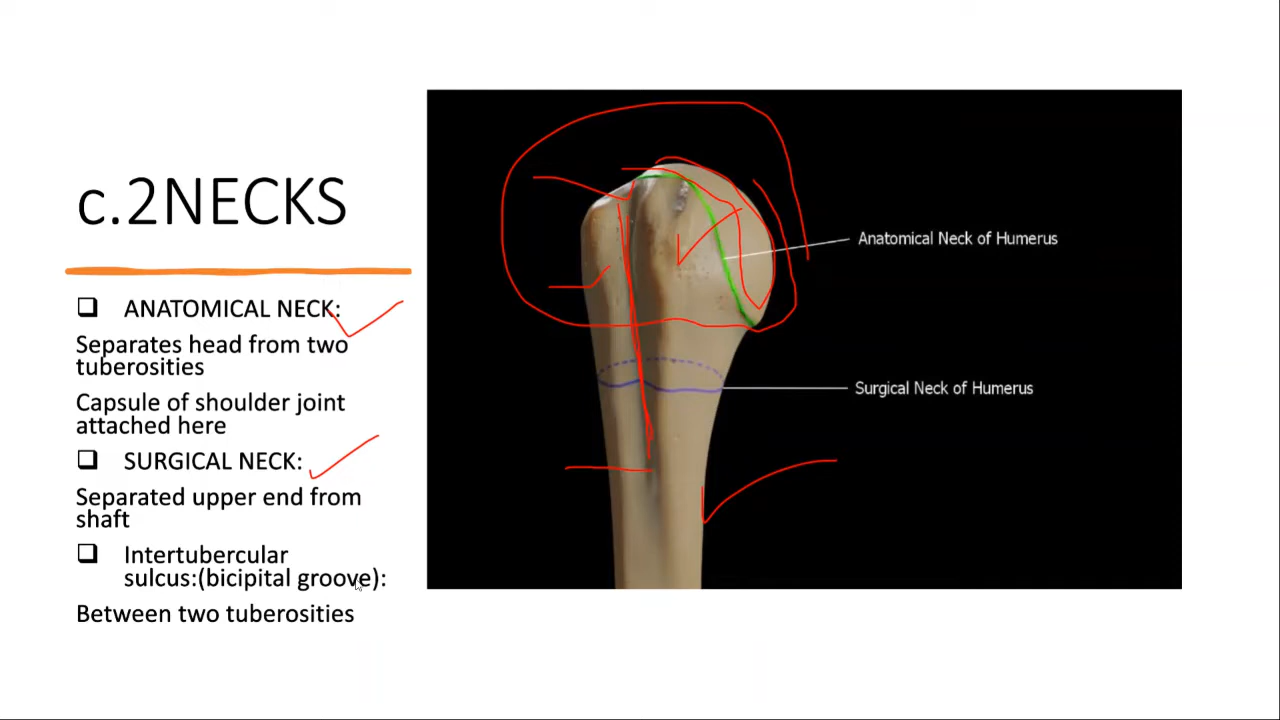 c.2NECKS
ANATOMICAL NECK:
Separates head from two
tuberosities
Capsule of shoulder joint
attached here
SURGICAL NECK:
Separated upper end from
shaft
Intertubercular
sulcus:(bicipital groove):
Between two tuberosities
Anatomical Neck of Humerus
Surgical Neck of Humerus